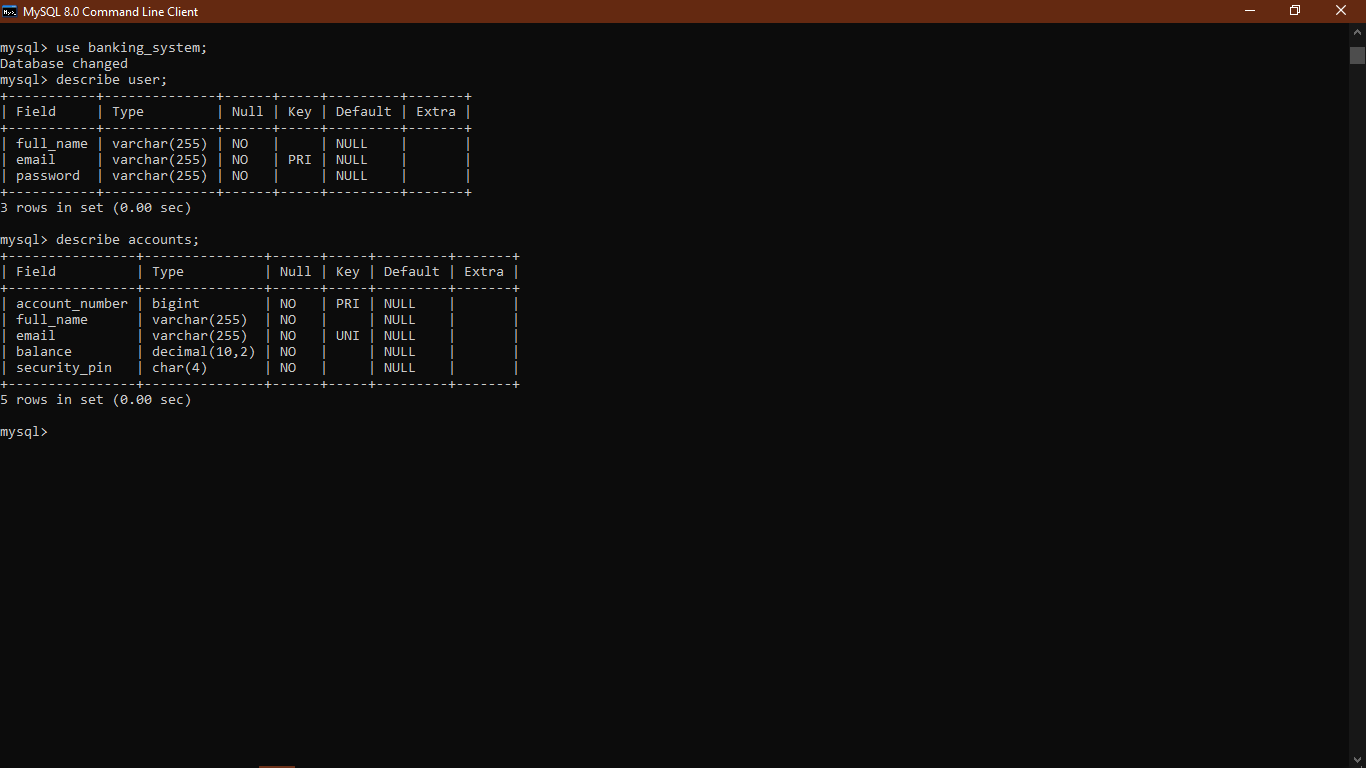 MySQL 8.0 Command Line Client
mysql> use banking_system;
Database changed
mysql> describe user;
+-----------+--------------+------+-----+---------+-------+
| Field     | Type         | Null | Key | Default | Extra |
+-----------+--------------+------+-----+---------+-------+
| full_name | varchar(255) | NO   |     | NULL    |       |
| email     | varchar(255) | NO   | PRI | NULL    |       |
| password  | varchar(255) | NO   |     | NULL    |       |
+-----------+--------------+------+-----+---------+-------+
3 rows in set (0.00 sec)
mysql> describe accounts;
+----------------+---------------+------+-----+---------+-------+
| Field          | Type          | Null | Key | Default | Extra |
+----------------+---------------+------+-----+---------+-------+
| account_number | bigint        | NO   | PRI | NULL    |       |
| full_name      | varchar(255)  | NO   |     | NULL    |       |
| email          | varchar(255)  | NO   | UNI | NULL    |       |
| balance        | decimal(10,2) | NO   |     | NULL    |       |
| security_pin   | char(4)       | NO   |     | NULL    |       |
+----------------+---------------+------+-----+---------+-------+
5 rows in set (0.00 sec)
mysql>